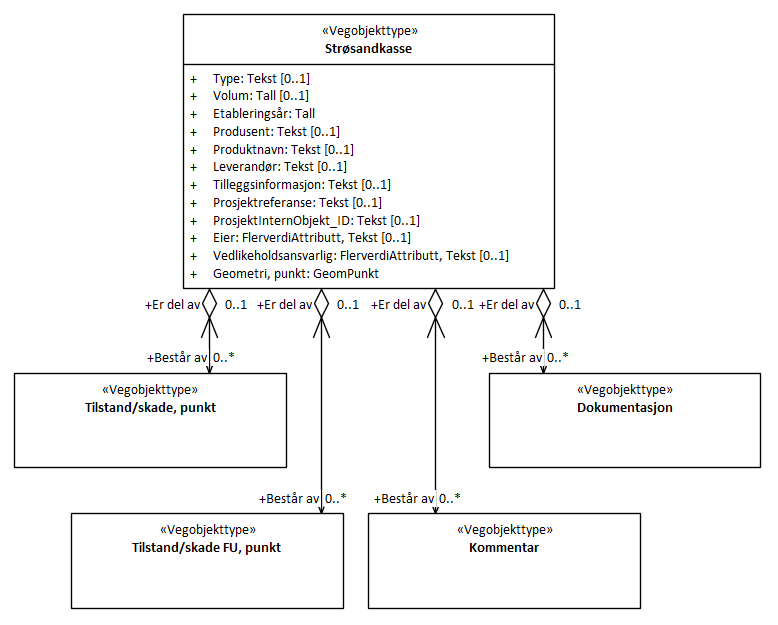 «Vegobjekttype»
Strøsandkasse
+ Type: Tekst [0..1]
+ Volum: Tall [0..1]
+ Etableringsår: Tall
+ Produsent: Tekst [0..1]
+ Produktnavn: Tekst [0..1]
+ Leverandør: Tekst [0..1]
+ Tilleggsinformasjon: Tekst [0..1]
+ Prosjektreferanse: Tekst [0..1]
+ ProsjektInternObjekt_ID: Tekst [0..1]
+ Eier: FlerverdiAttributt, Tekst [0..1]
+ Vedlikeholdsansvarlig: FlerverdiAttributt, Tekst [0..1]
+ Geometri, punkt: GeomPunkt
+Er del av 0..1 +Er del av 0..1 +Er del av 0..1 +Er del av 0..1
+Består av 0..* +Består av 0..*
«Vegobjekttype»
Tilstand/skade, punkt
«Vegobjekttype»
Dokumentasjon
+Består av 0..* +Består av 0..*
«Vegobjekttype»
Tilstand/skade FU, punkt
«Vegobjekttype»
Kommentar